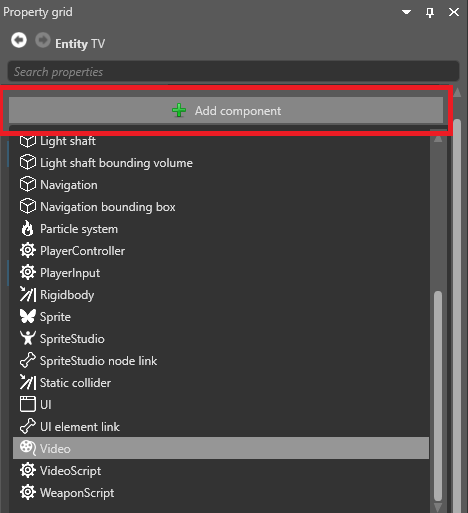 Property grid
Entity TV
Search properties
Add component
Light shaft
Light shaft bounding volume
Navigation
Navigation bounding box
Particle system
PlayerController
PlayerInput
Rigidbody
Sprite
SpriteStudio
SpriteStudio node link
Static collider
UI
UI element link
Video
VideoScript
WeaponScript